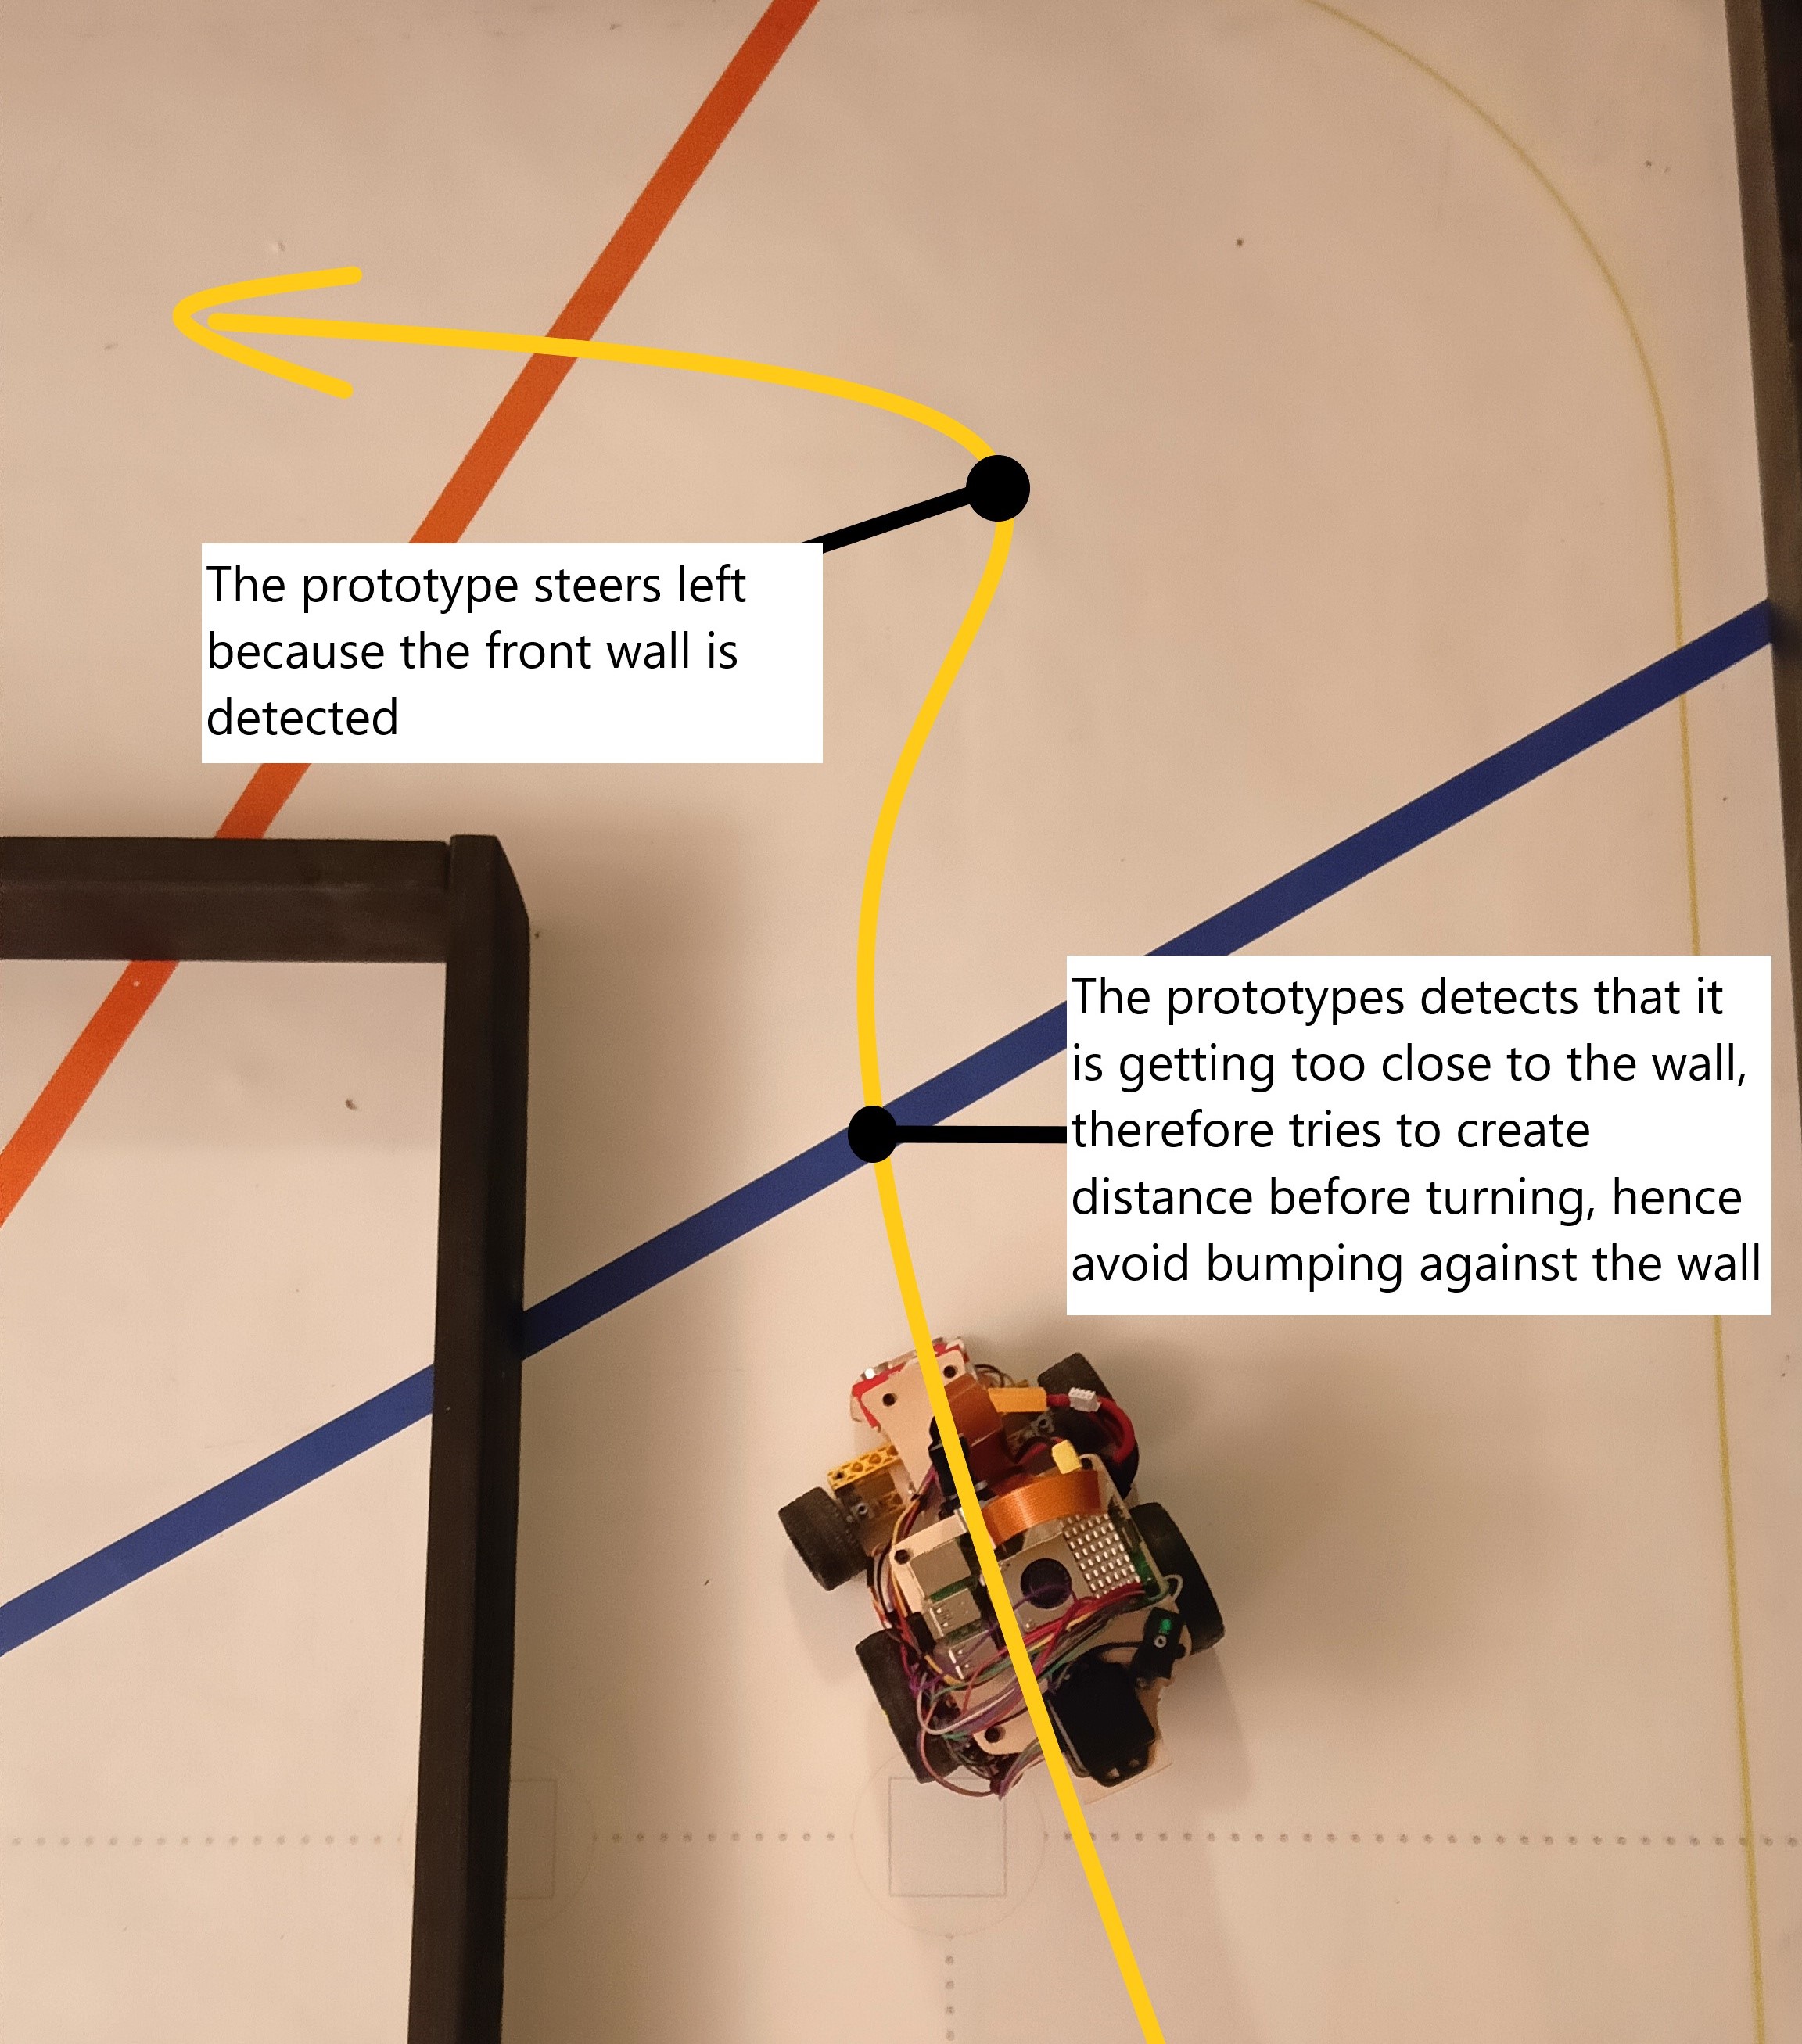 The prototype steers left
because the front wall is
detected
The prototypes detects that it
is getting too close to the wall,
therefore tries to create
distance before turning, hence
avoid bumping against the wall